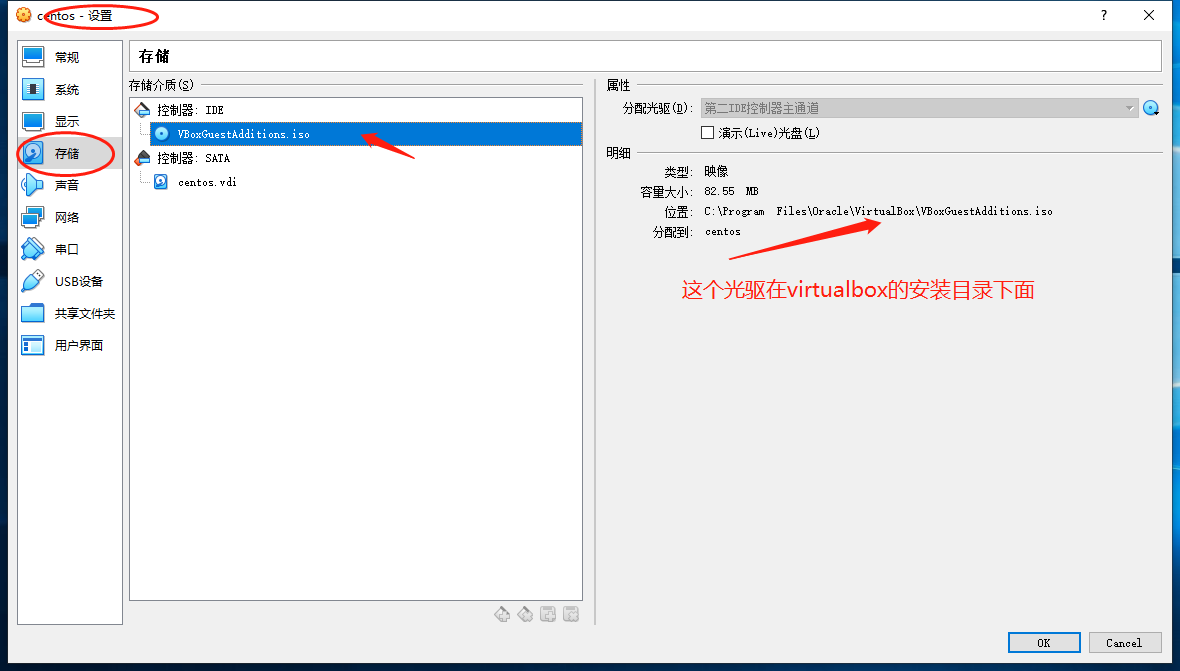 centos - 设置
?
常规
系统
显示
存储
声音
网络
串口
USB设备
共享文件夹
用户界面
存储
存储介质(S)
控制器: IDE
VBoxGuestAdditions.iso
控制器: SATA
centos.vdi
属性
分配光驱(D): 第二IDE控制器主通道
演示(Live)光盘(L)
明细
类型: 映像
容量大小: 82.55 MB
位置: C:\Program Files\Oracle\VirtualBox\VBoxGuestAdditions.iso
分配到: centos
这个光驱在virtualbox的安装目录下面
OK
Cancel